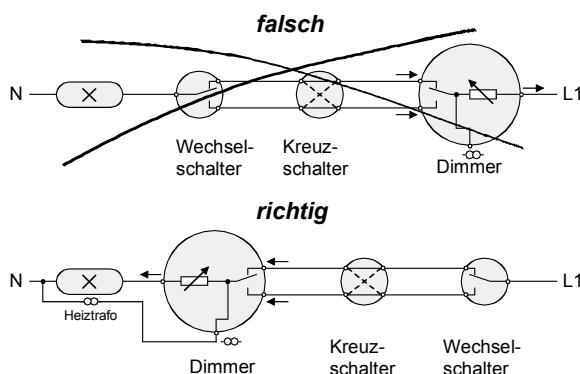 falsch
N
L1
Wechsel-
schalter
Kreuz-
schalter
Dimmer
richtig
N
L1
Heiztrafo
Dimmer
Kreuz-
schalter
Wechsel-
schalter